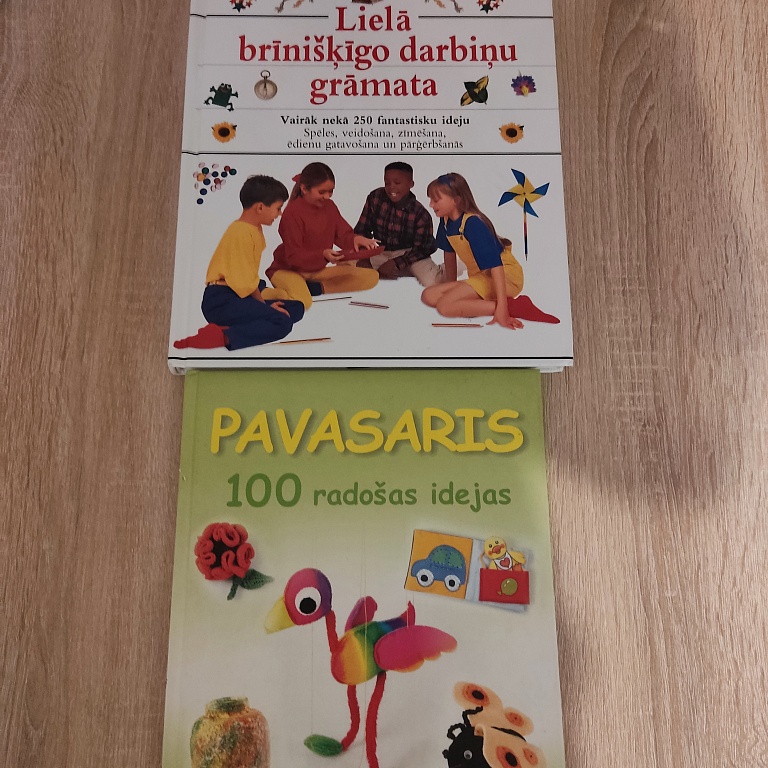 Lielā
brīnišķīgo darbiņu
grāmata
Vairāk nekā 250 fantastisku ideju
Spēles, veidošana, zīmēšana,
ēdienu gatavošana un pārģērbšanās
PAVASARIS
100 radošas idejas